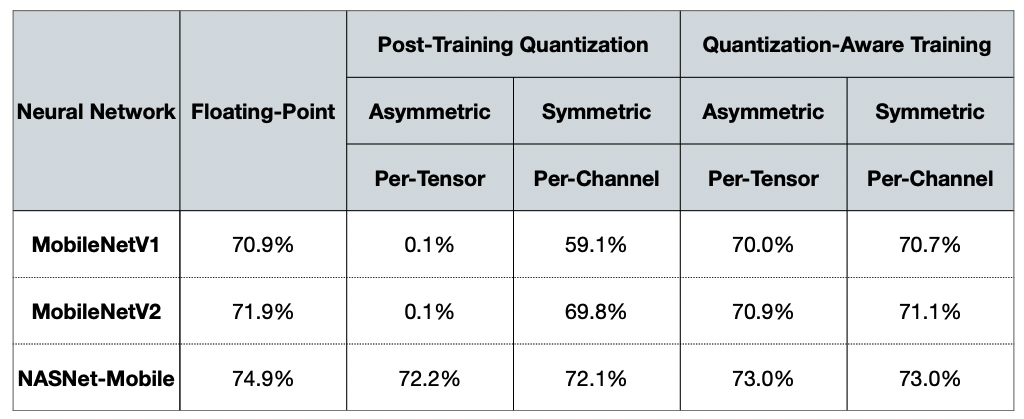 Post-Training Quantization Quantization-Aware Training
Neural Network Floating-Point Asymmetric Symmetric Asymmetric Symmetric
Per-Tensor Per-Channel Per-Tensor Per-Channel
MobileNetV1 70.9% 0.1% 59.1% 70.0% 70.7%
MobileNetV2 71.9% 0.1% 69.8% 70.9% 71.1%
NASNet-Mobile 74.9% 72.2% 72.1% 73.0% 73.0%